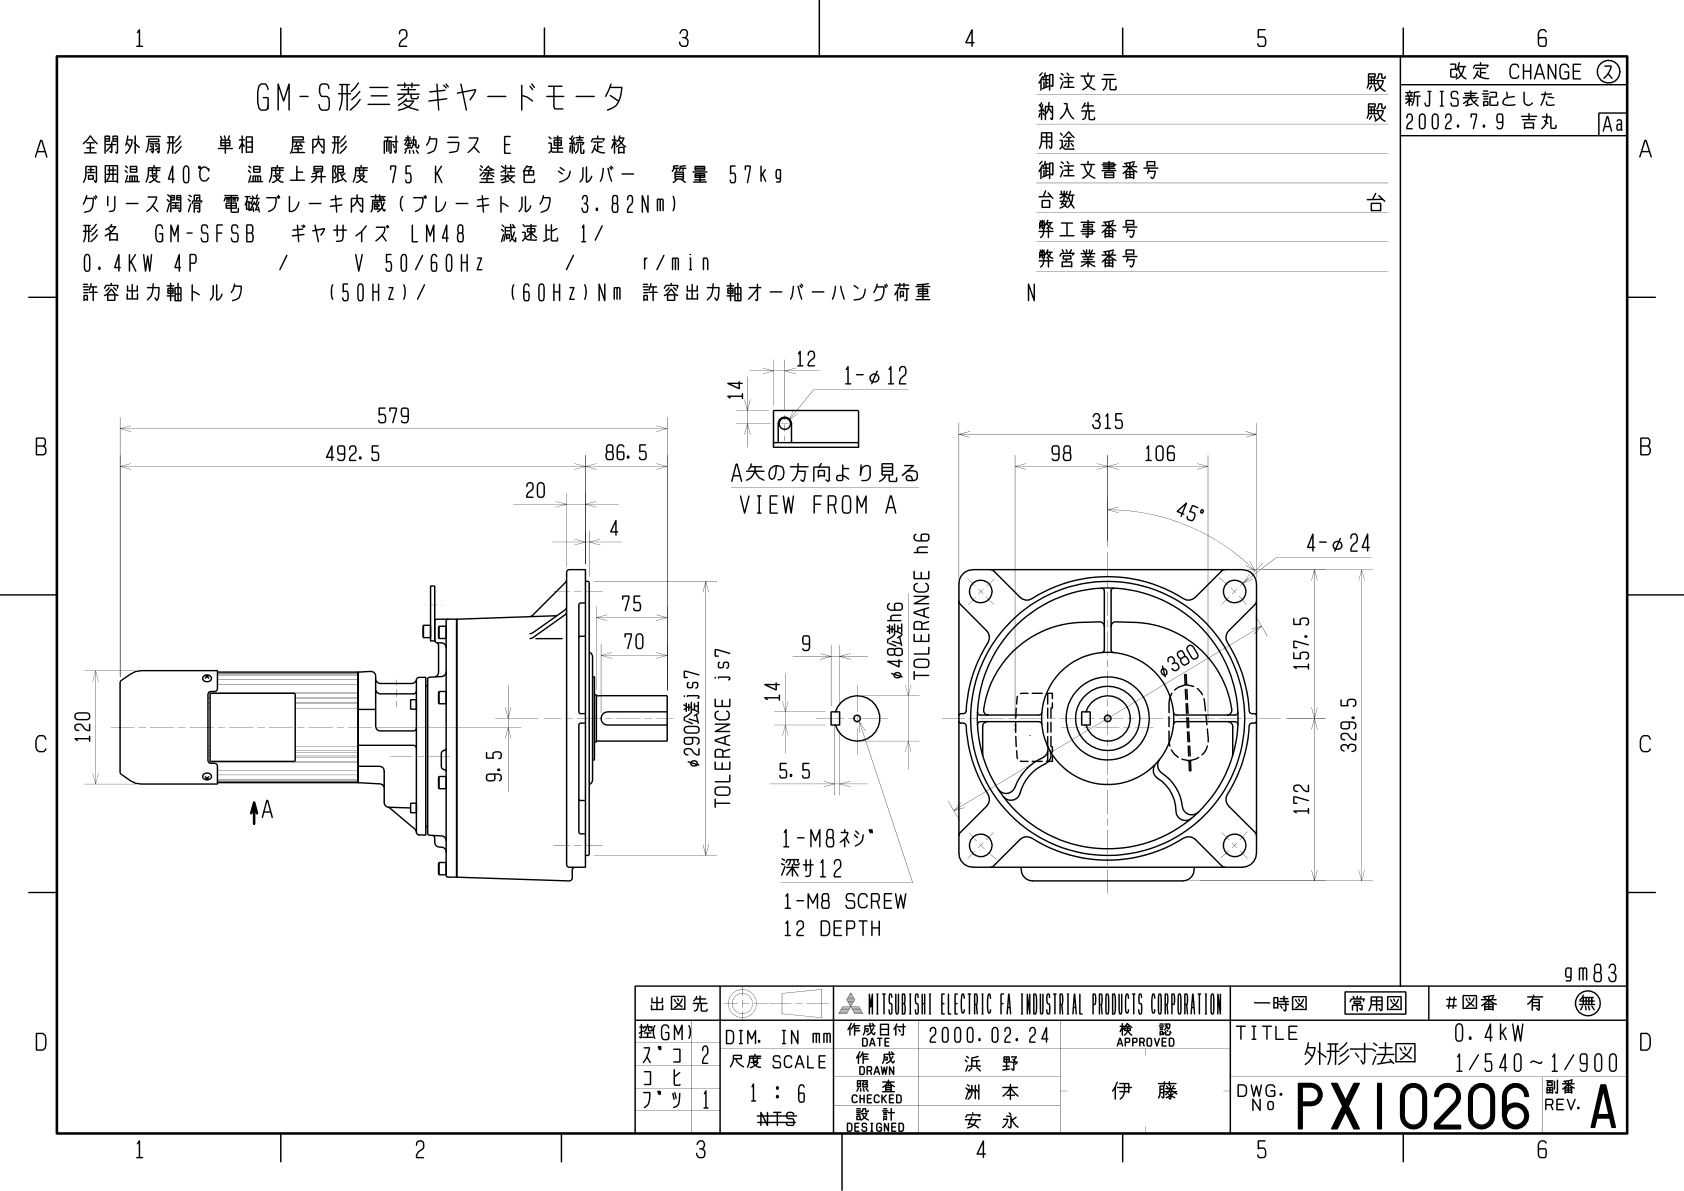 1 2 3 4 5 6
A
B
C
D
GM-S形三菱ギヤードモータ
全閉外扇形 単相 屋内形 耐熱クラス E 連続定格
周囲温度40℃ 温度上昇限度 75 K 塗装色 シルバー 質量 57kg
グリース潤滑 電磁ブレーキ内蔵(ブレーキトルク 3.82Nm)
形名 GM-SFSB ギヤサイズ LM48 減速比 1/
0.4KW 4P / V 50/60Hz / r/min
許容出力軸トルク (50Hz)/ (60Hz)Nm 許容出力軸オーバーハング荷重 N
御注文元 殿
納入先 殿
用途
御注文書番号
台数 台
弊工事番号
弊営業番号
改定 CHANGE ス
新JIS表記とした
2002.7.9 吉丸 Aa
A
B
C
D
12
14
1-φ12
A矢の方向より見る
VIEW FROM A
579
492.5
86.5
20
4
75
70
120
9.5
φ290公差js7
TOLERANCE js7
A
9
14
5.5
φ48公差h6
TOLERANCE h6
1-M8ネジ
深サ12
1-M8 SCREW
12 DEPTH
315
98
106
45°
4-φ24
φ380
157.5
172
329.5
gm83
出図先
控(GM)
ズコ 2
コヒ
ブツ 1
DIM. IN mm
尺度 SCALE
1 : 6
NTS
MITSUBISHI ELECTRIC FA INDUSTRIAL PRODUCTS CORPORATION
作成日付
DATE
2000.02.24
作成
DRAWN
浜野
照査
CHECKED
洲本
設計
DESIGNED
安永
検認
APPROVED
伊藤
一時図 常用図 #図番 有 無
TITLE
外形寸法図
0.4kW
1/540~1/900
DWG.
No
PX10206
副番
REV.
A
1 2 3 4 5 6